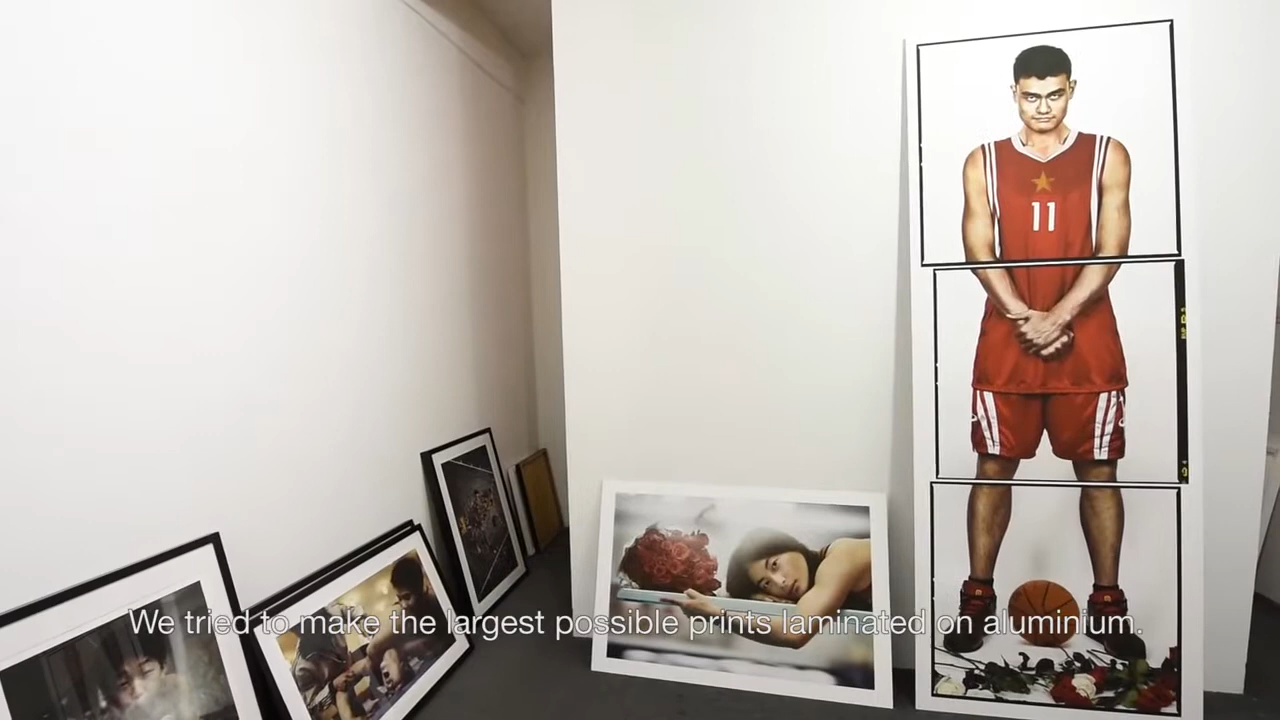 11
We tried to make the largest possible prints laminated on aluminium.